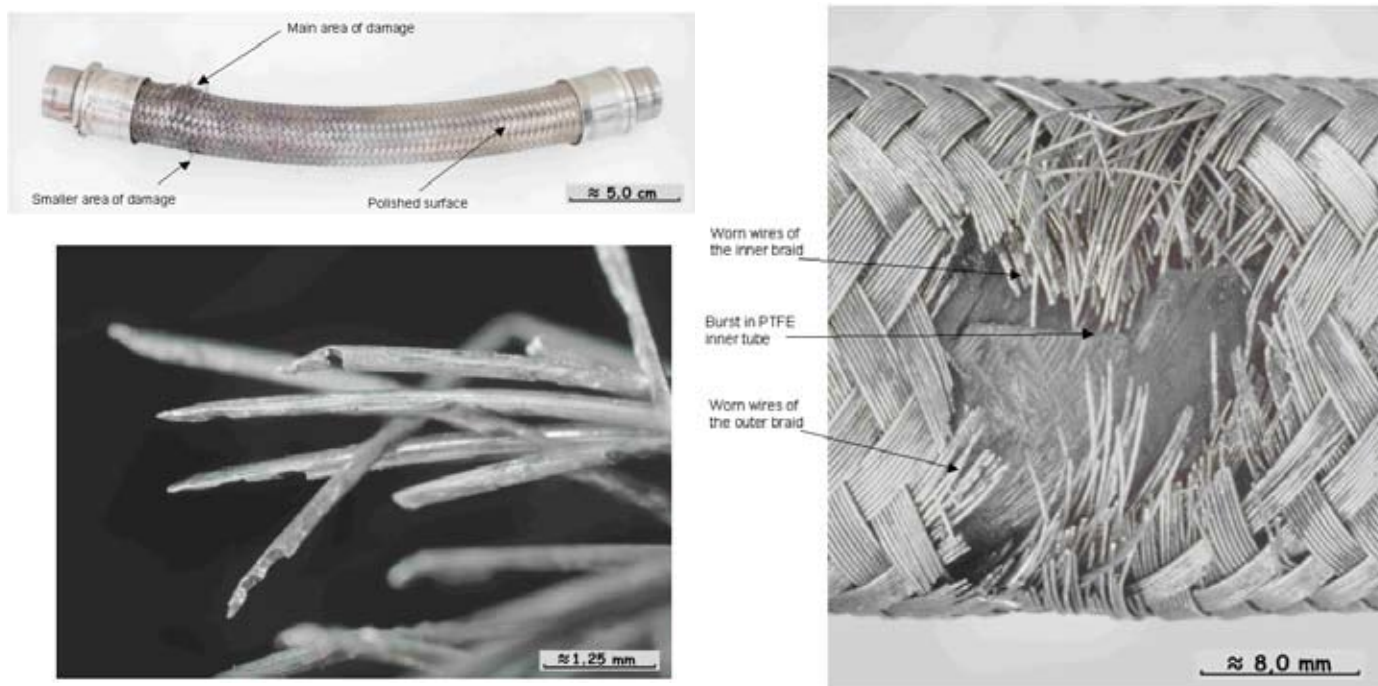 Main area of damage
Smaller area of damage
Polished surface
≈ 5,0 cm
≈1,25 mm
Worn wires of
the inner braid
Burst in PTFE
inner tube
Worn wires of
the outer braid
≈ 8,0 mm